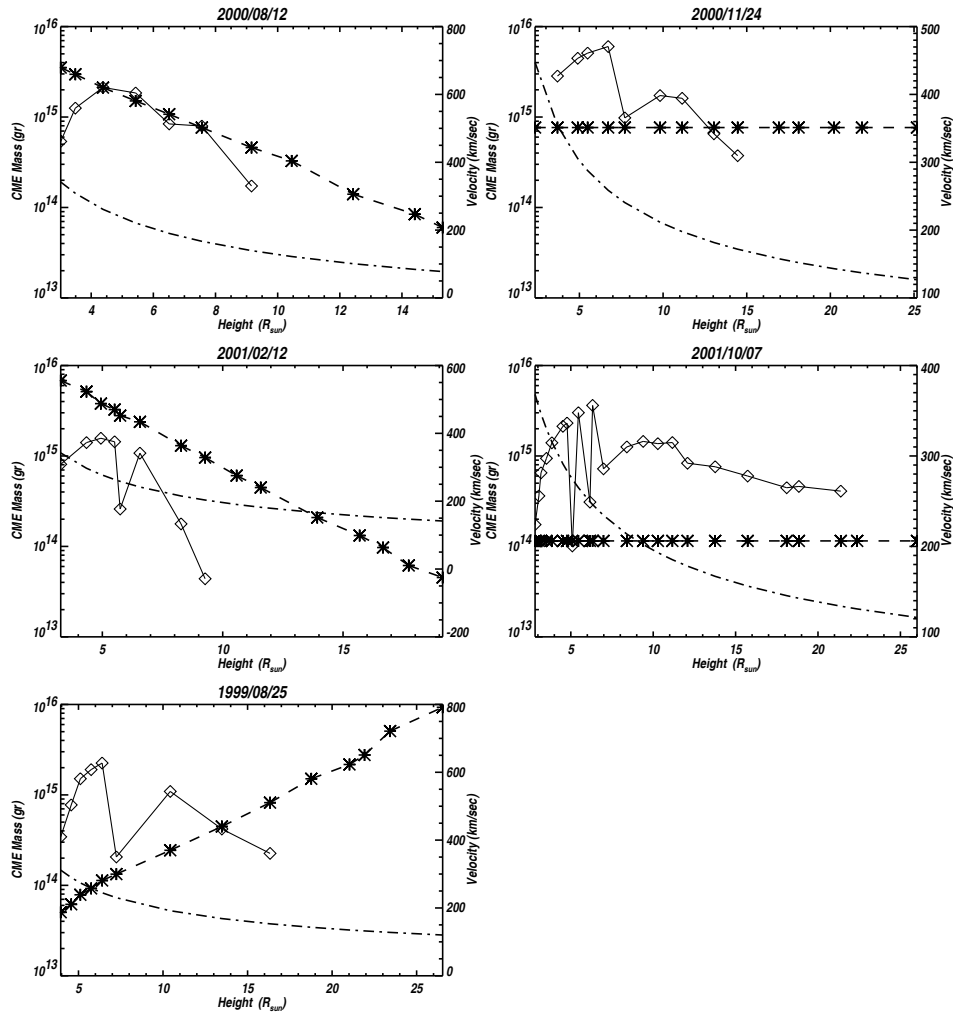 2000/08/12
10^16
10^15
10^14
10^13
CME Mass (gr)
800
600
400
200
0
Velocity (km/sec)
4 6 8 10 12 14
Height (R_sun)
2000/11/24
10^16
10^15
10^14
10^13
CME Mass (gr)
500
400
300
200
100
Velocity (km/sec)
5 10 15 20 25
Height (R_sun)
2001/02/12
10^16
10^15
10^14
10^13
CME Mass (gr)
600
400
200
0
-200
Velocity (km/sec)
5 10 15
Height (R_sun)
2001/10/07
10^16
10^15
10^14
10^13
CME Mass (gr)
400
300
200
100
Velocity (km/sec)
5 10 15 20 25
Height (R_sun)
1999/08/25
10^16
10^15
10^14
10^13
CME Mass (gr)
800
600
400
200
0
Velocity (km/sec)
5 10 15 20 25
Height (R_sun)